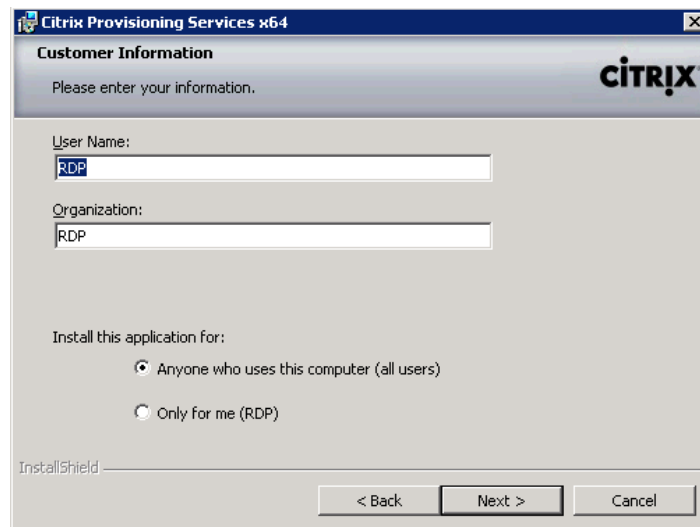 Citrix Provisioning Services x64
Customer Information
Please enter your information.
CITRIX
User Name:
RDP
Organization:
RDP
Install this application for:
Anyone who uses this computer (all users)
Only for me (RDP)
InstallShield
< Back Next > Cancel